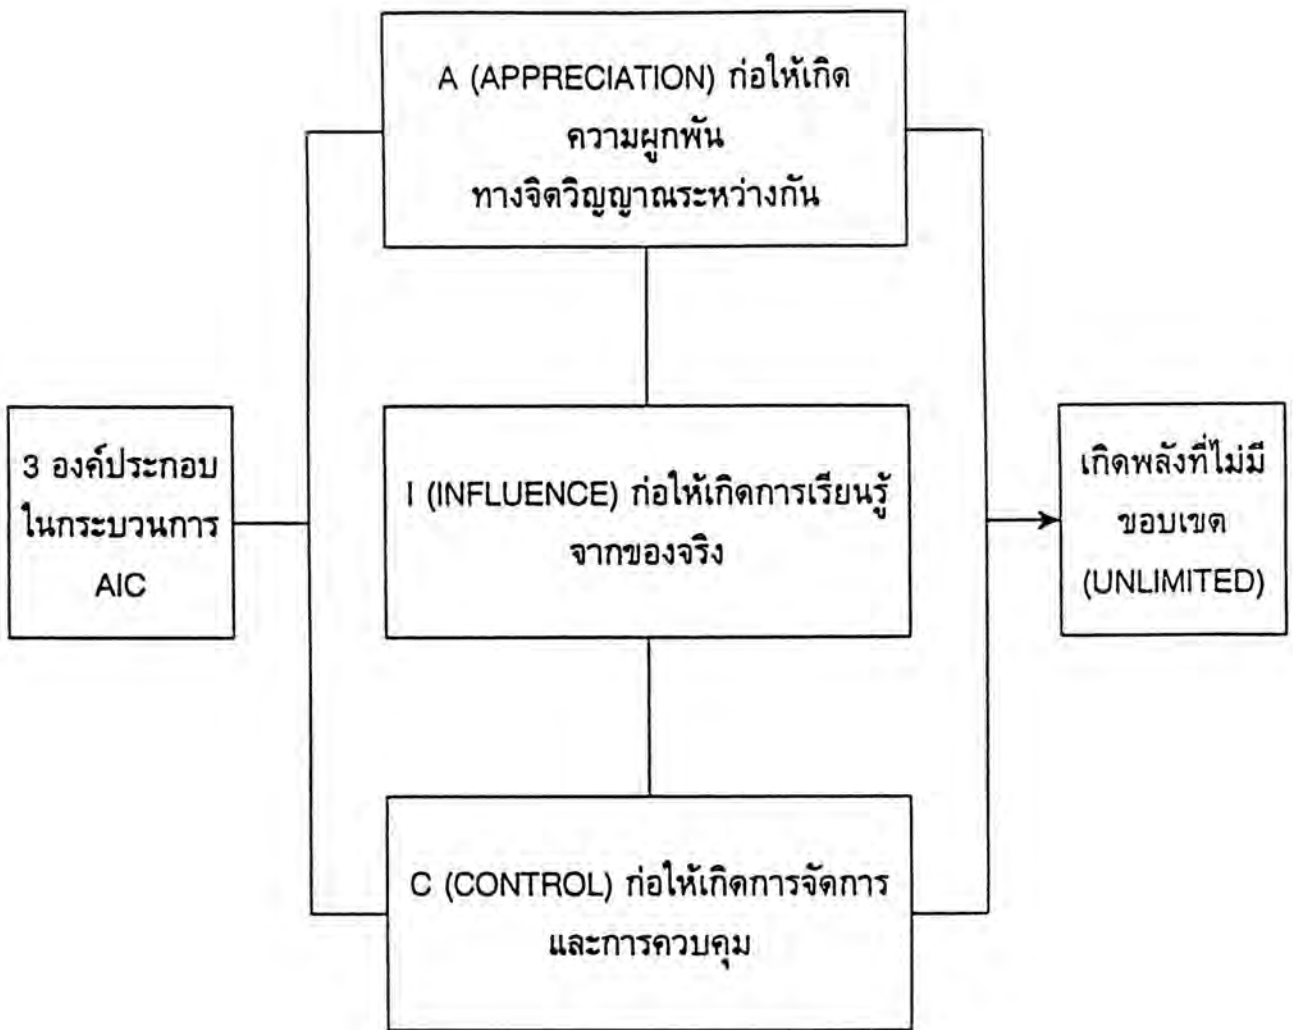 3 องค์ประกอบ
ในกระบวนการ
AIC
A (APPRECIATION) ก่อให้เกิด
ความผูกพัน
ทางจิตวิญญาณระหว่างกัน
I (INFLUENCE) ก่อให้เกิดการเรียนรู้
จากของจริง
C (CONTROL) ก่อให้เกิดการจัดการ
และการควบคุม
เกิดพลังที่ไม่มี
ขอบเขต
(UNLIMITED)